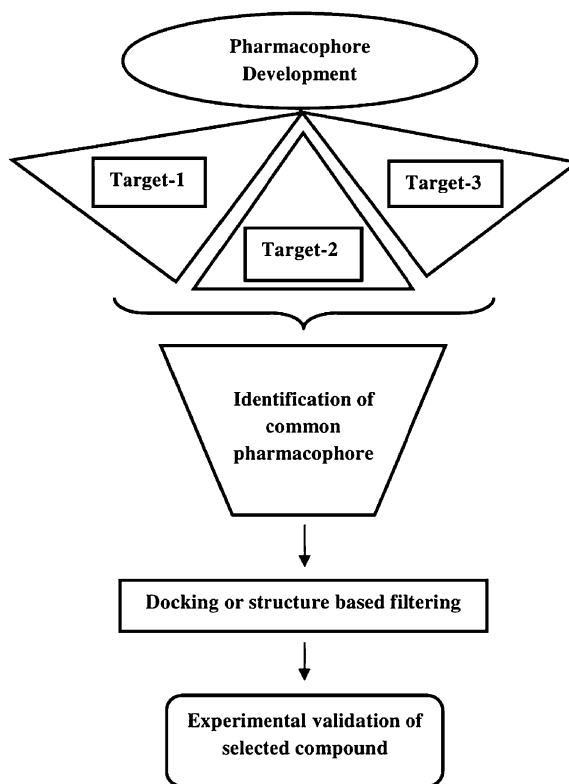 Pharmacophore
Development
Target-1
Target-3
Target-2
Identification of
common
pharmacophore
Docking or structure based filtering
Experimental validation of
selected compound